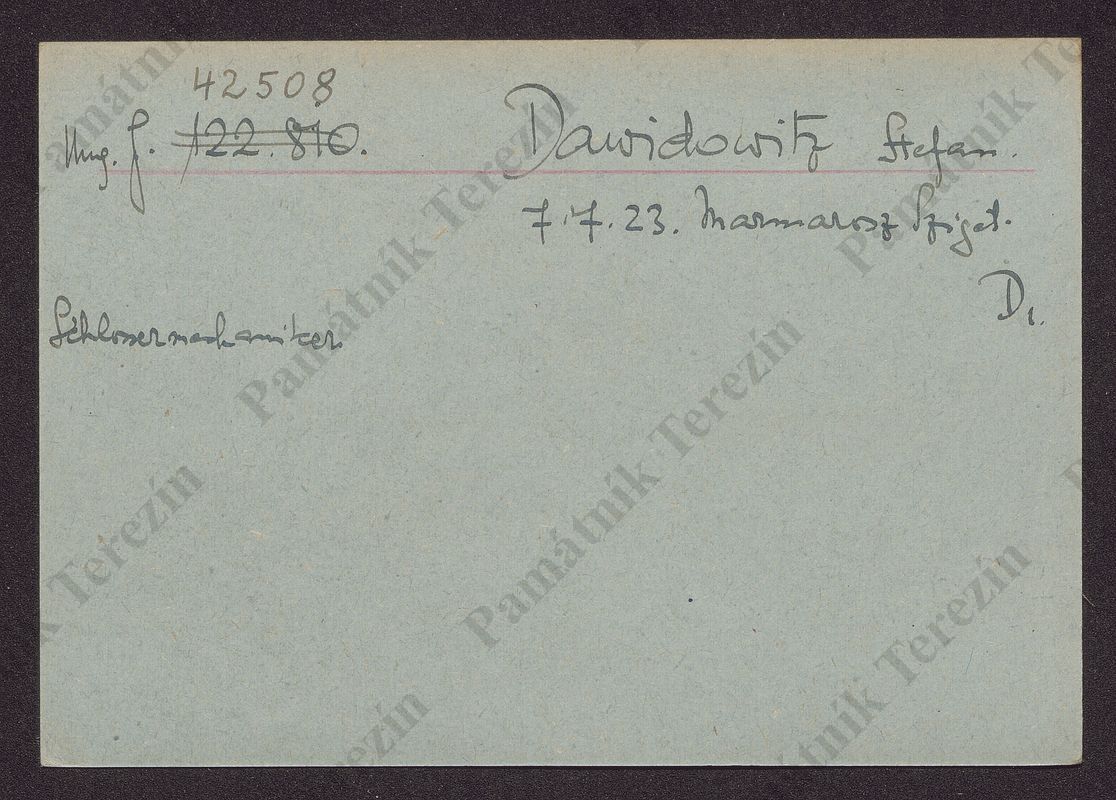 42508
Ung. J. 122.810. Dawidowitz Stefan.
7.7.23. Marmarosz Sziget.
D1.
Schlossermechaniker
Památník Terezín